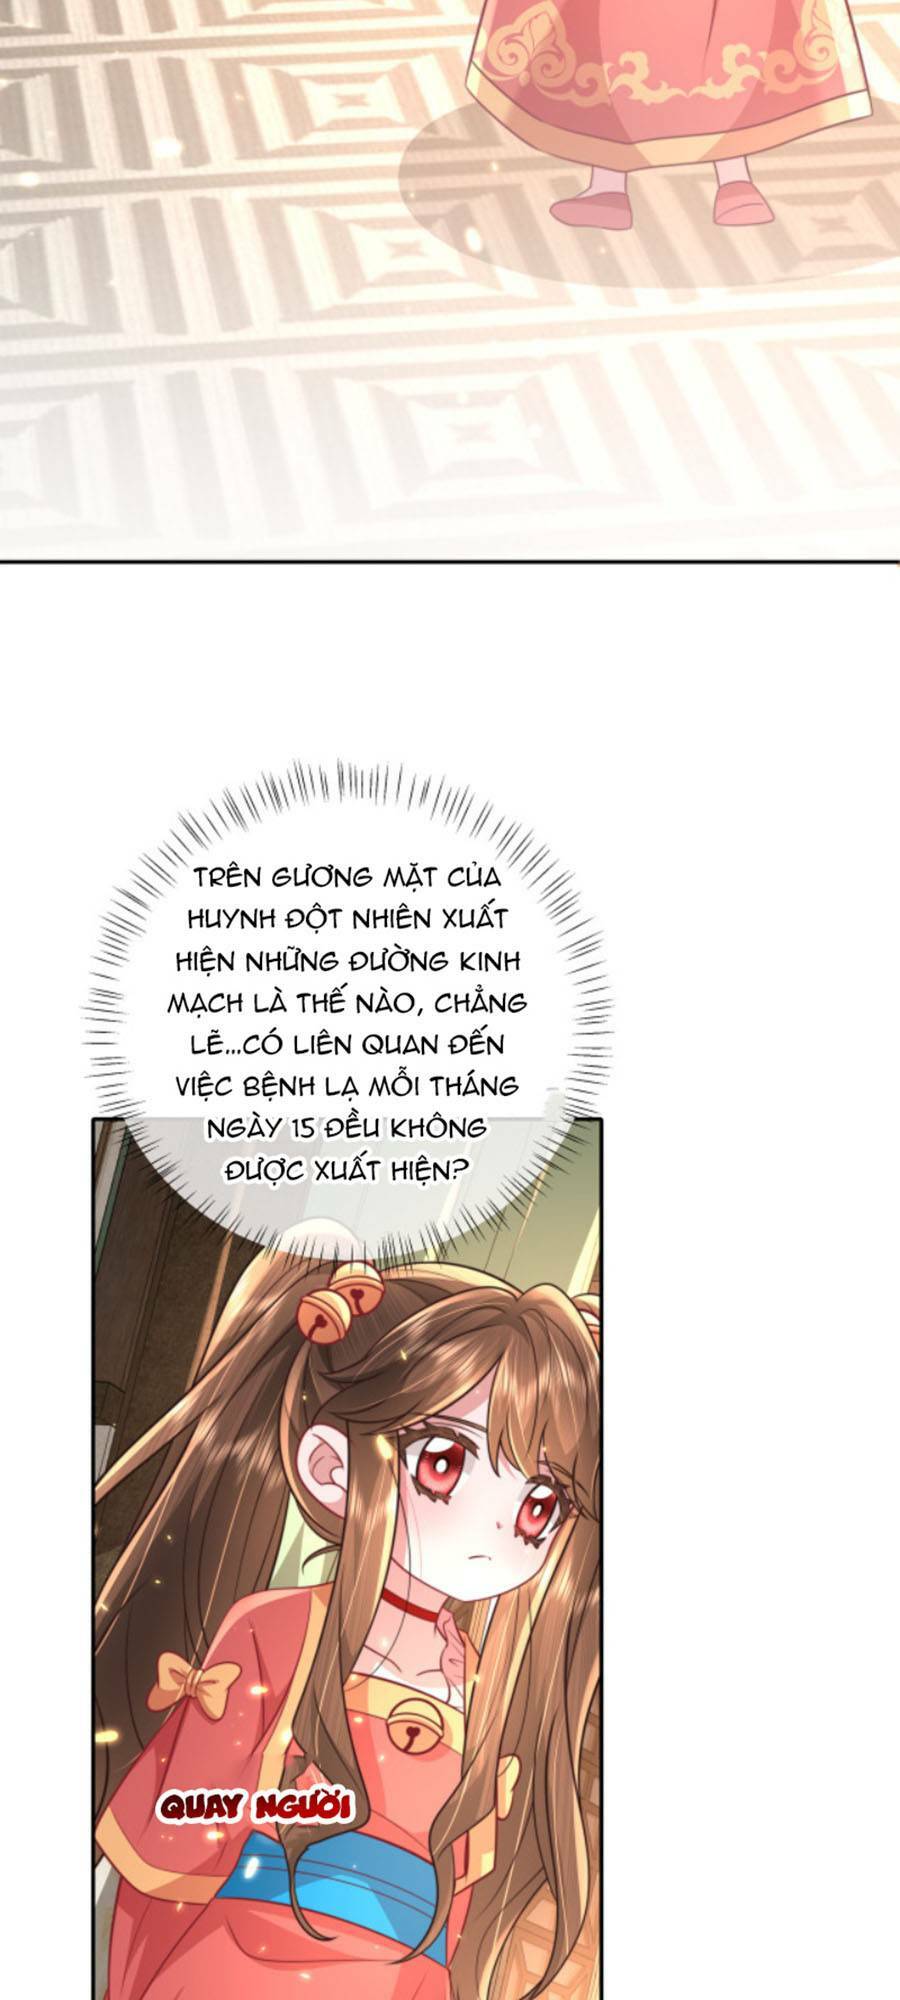 TRÊN GƯƠNG MẶT CỦA
HUYNH ĐỘT NHIÊN XUẤT
HIỆN NHỮNG ĐƯỜNG KINH
MẠCH LÀ THẾ NÀO, CHẲNG
LẼ...CÓ LIÊN QUAN ĐẾN
VIỆC BỆNH LẠ MỖI THÁNG
NGÀY 15 ĐỀU KHÔNG
ĐƯỢC XUẤT HIỆN?
QUAY NGƯỜI